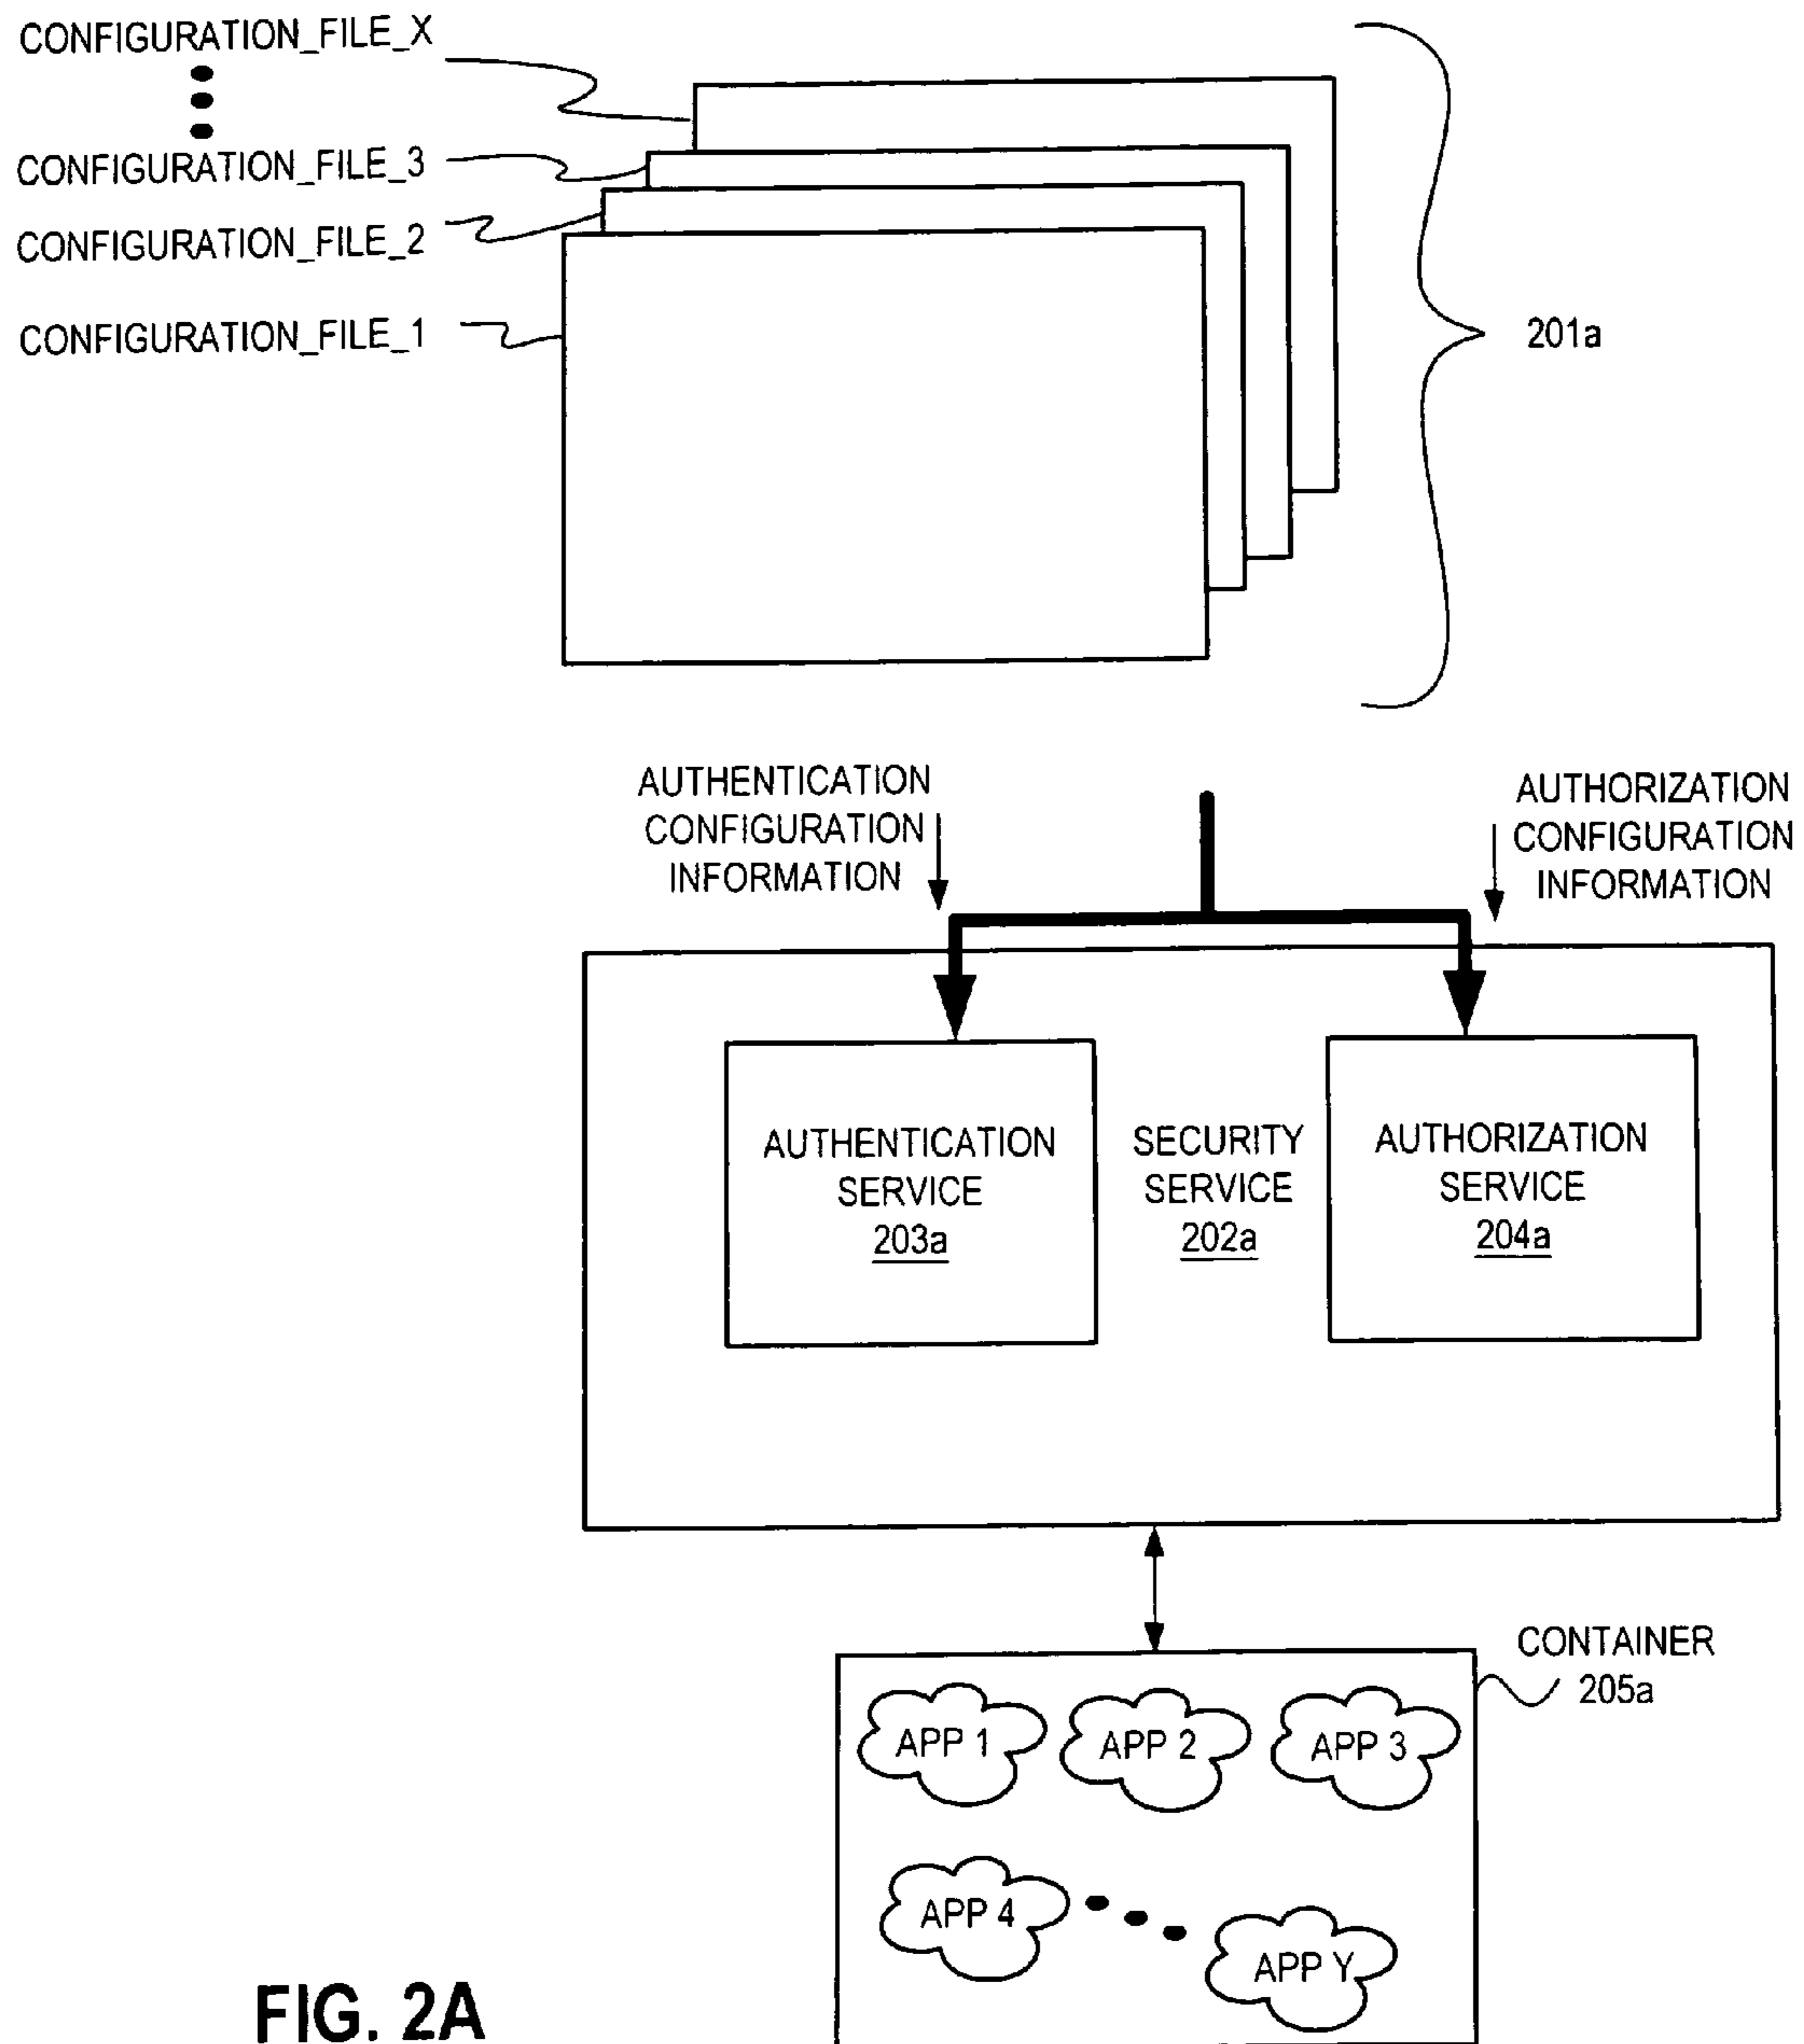 CONFIGURATION_FILE_X
CONFIGURATION_FILE_3
CONFIGURATION_FILE_2
CONFIGURATION_FILE_1
201a
AUTHENTICATION
CONFIGURATION
INFORMATION
AUTHORIZATION
CONFIGURATION
INFORMATION
AUTHENTICATION
SERVICE
203a
SECURITY
SERVICE
202a
AUTHORIZATION
SERVICE
204a
CONTAINER
205a
APP 1
APP 2
APP 3
APP 4
APP Y
FIG. 2A